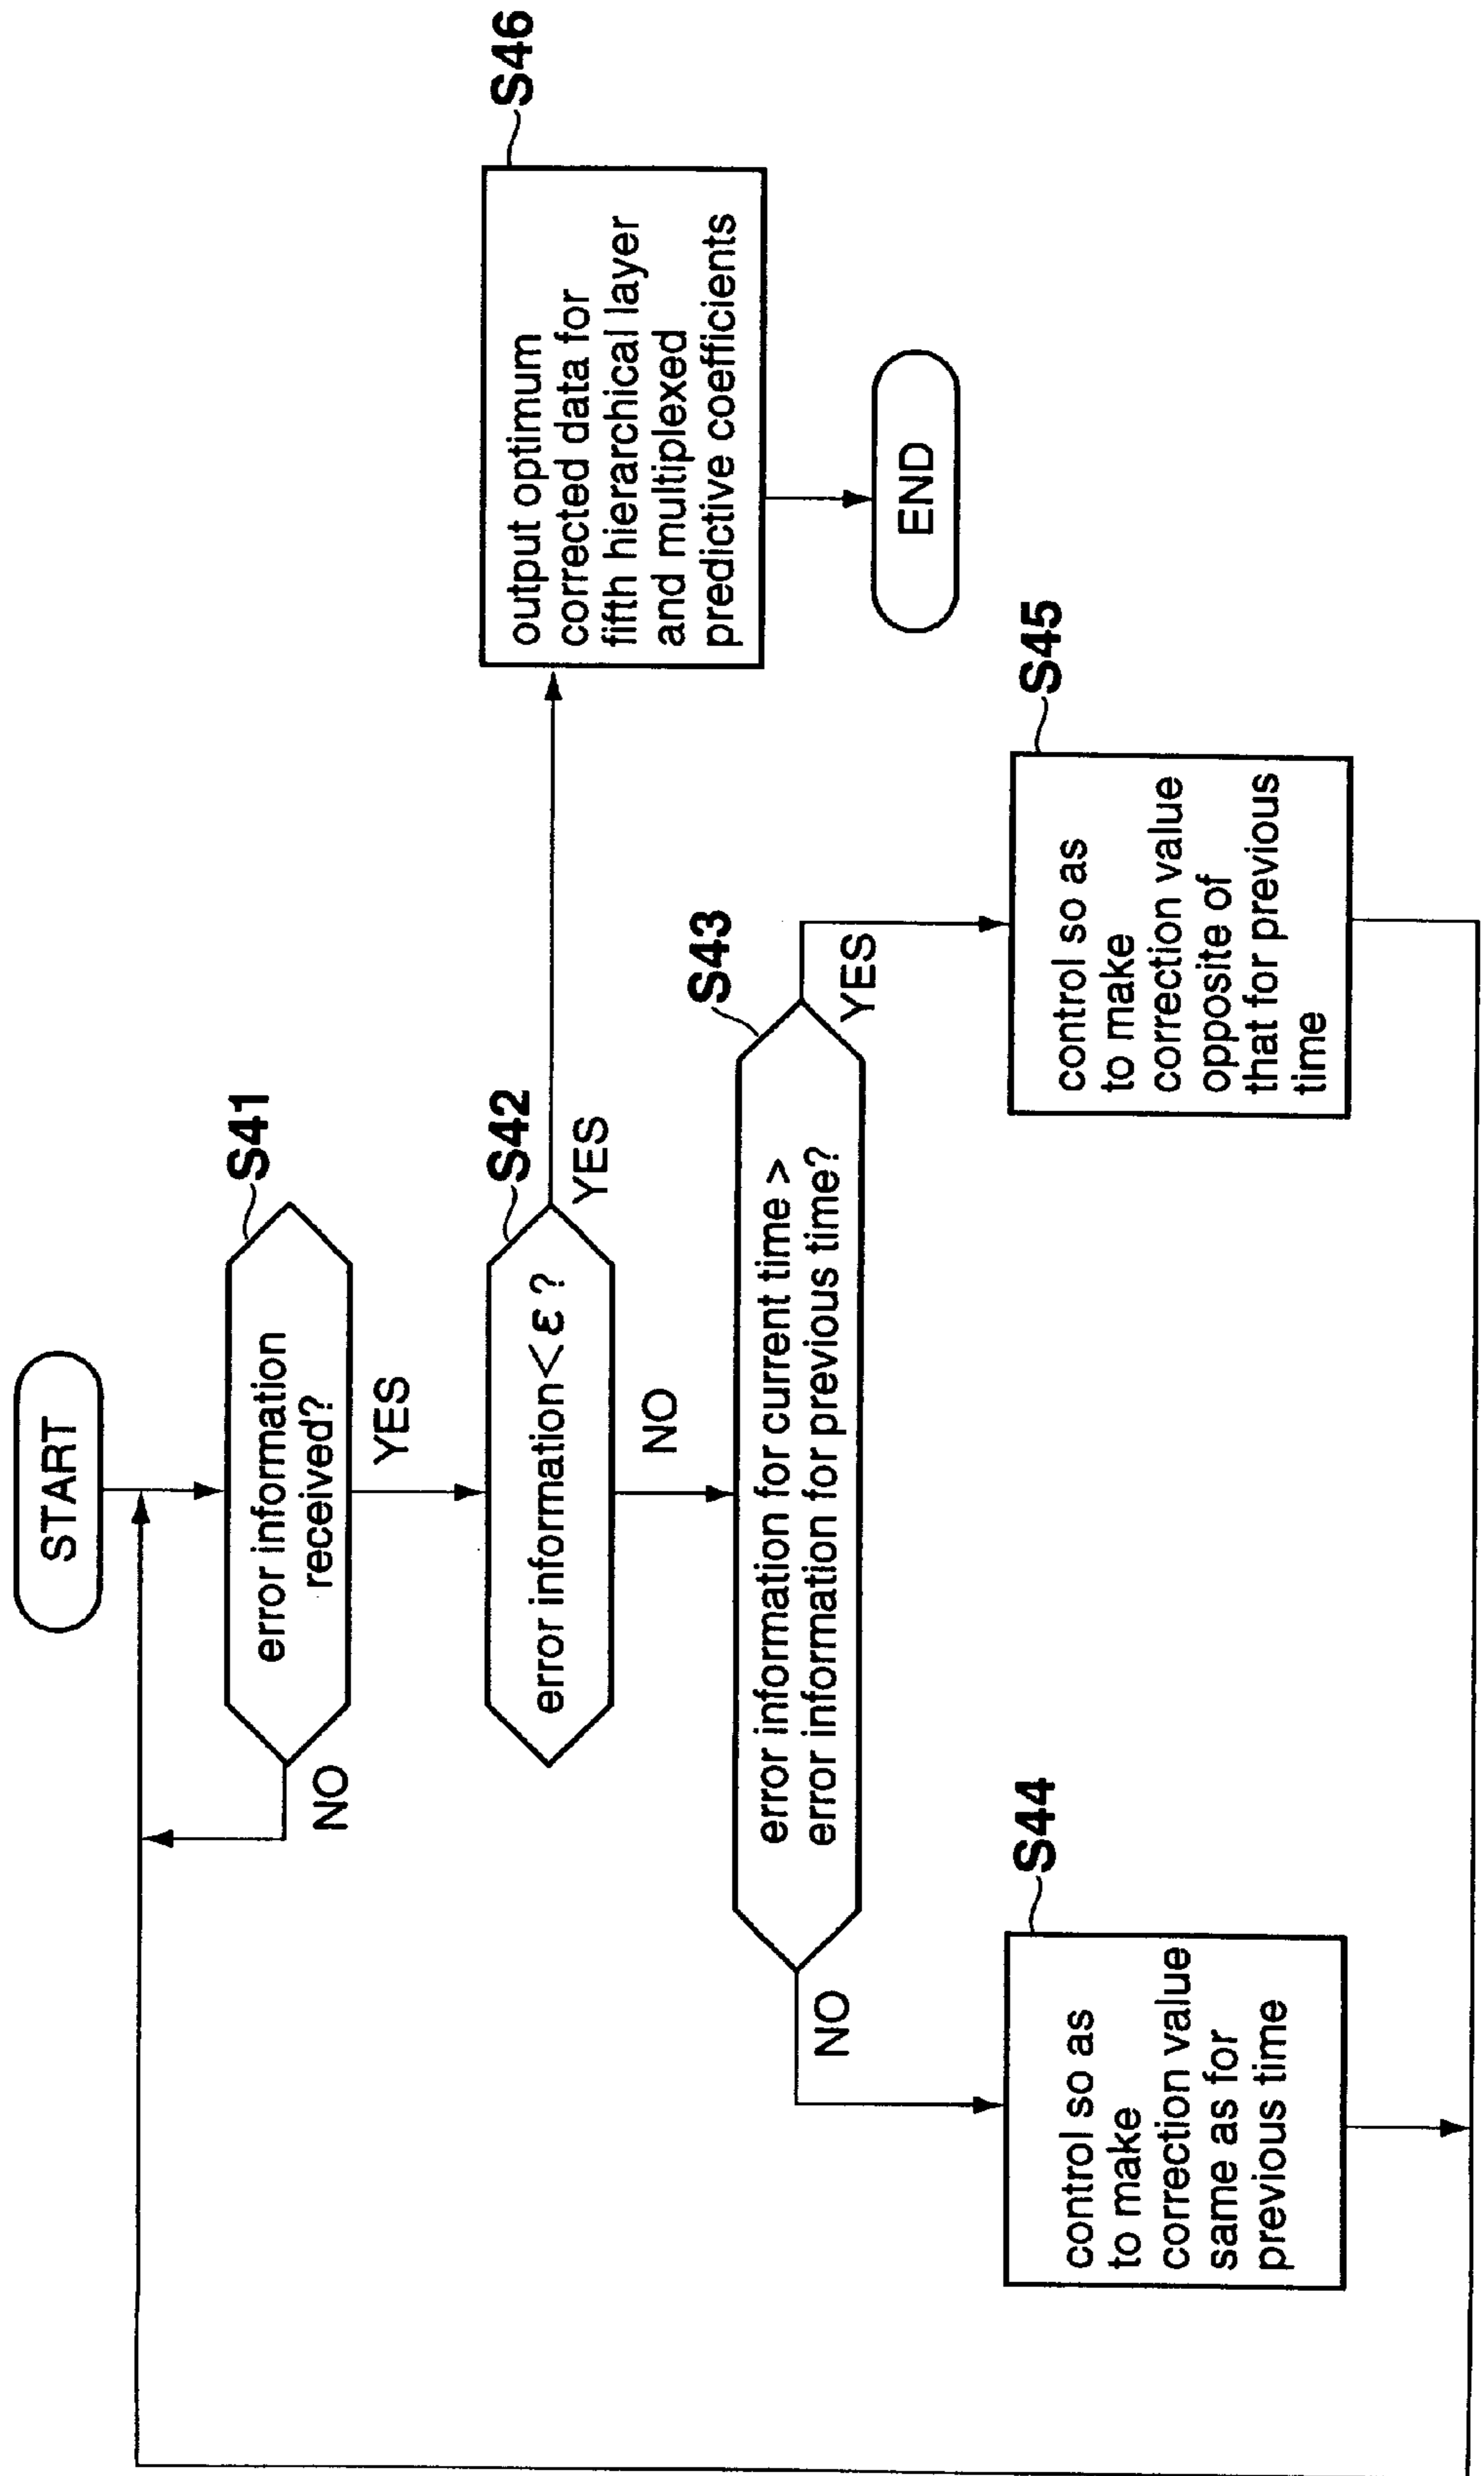 START
S41
error information
received?
NO
YES
S42
error information < ε ?
YES
NO
S46
output optimum
corrected data for
fifth hierarchical layer
and multiplexed
predictive coefficients
END
S43
error information for current time >
error information for previous time?
NO
YES
S44
control so as
to make
correction value
same as for
previous time
S45
control so as
to make
correction value
opposite of
that for previous
time